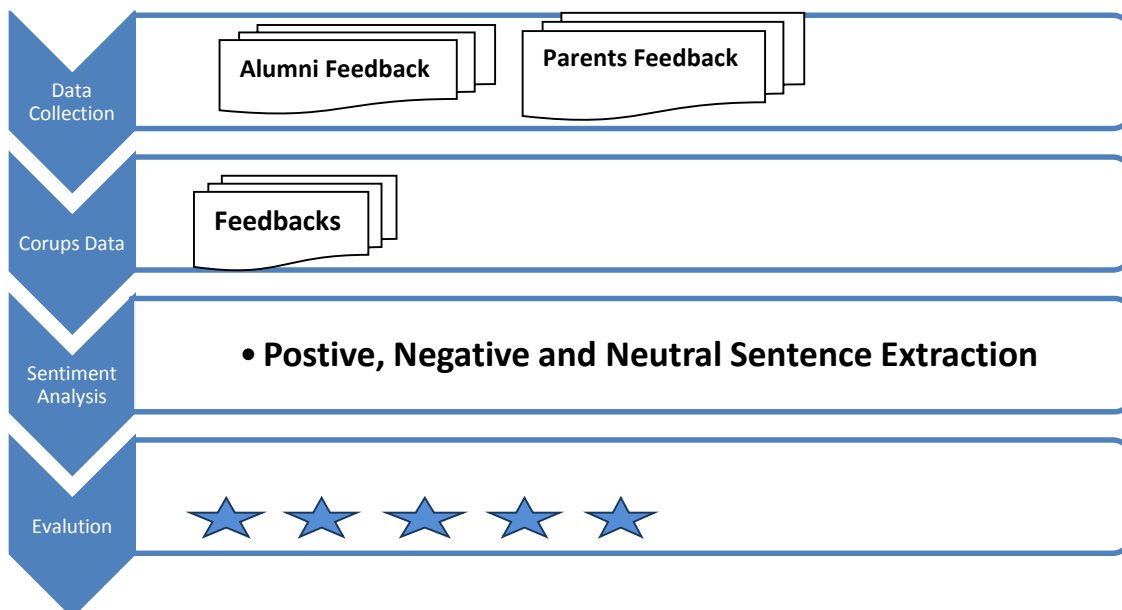 Data
Collection
Alumni Feedback
Parents Feedback
Corups Data
Feedbacks
Sentiment
Analysis
• Postive, Negative and Neutral Sentence Extraction
Evalution